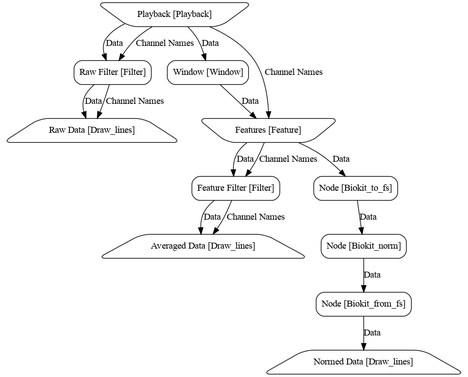 Playback [Playback]
Data
Channel Names
Data
Channel Names
Raw Filter [Filter]
Window [Window]
Data
Channel Names
Data
Raw Data [Draw_lines]
Features [Feature]
Data
Channel Names
Data
Feature Filter [Filter]
Node [Biokit_to_fs]
Data
Channel Names
Data
Averaged Data [Draw_lines]
Node [Biokit_norm]
Data
Node [Biokit_from_fs]
Data
Normed Data [Draw_lines]